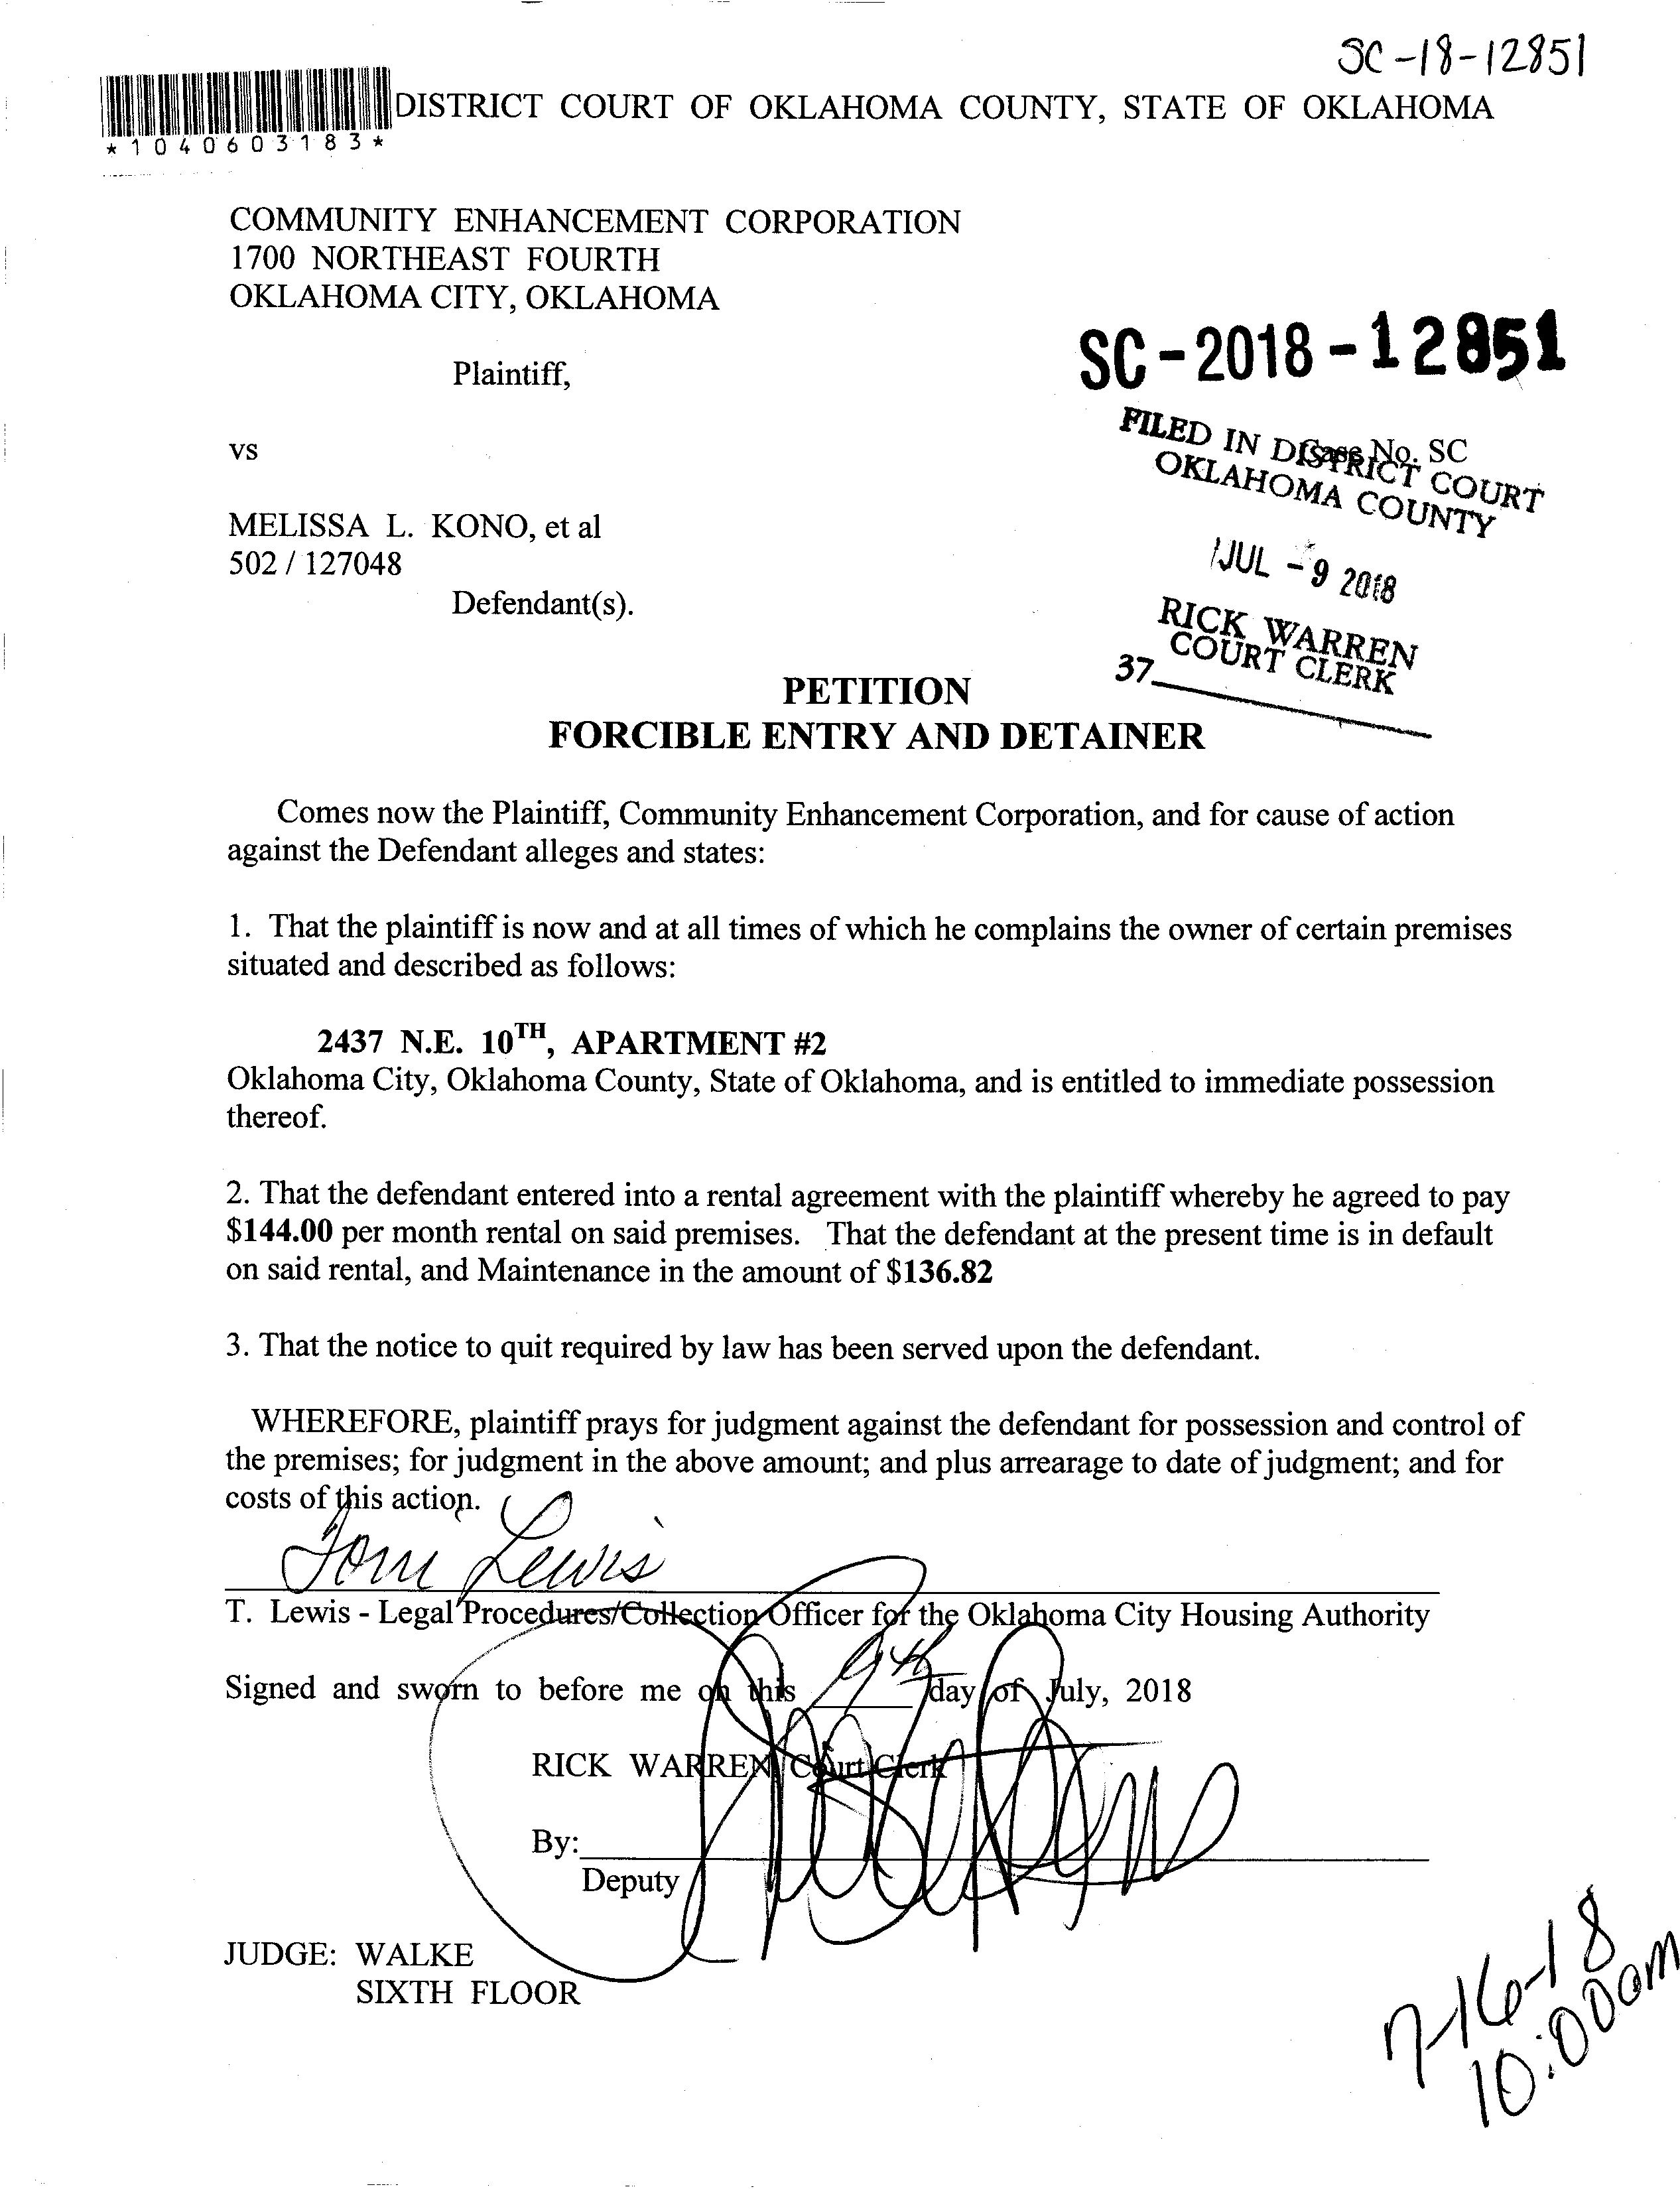 SC-18-12851
DISTRICT COURT OF OKLAHOMA COUNTY, STATE OF OKLAHOMA
*1040603183*
COMMUNITY ENHANCEMENT CORPORATION
1700 NORTHEAST FOURTH
OKLAHOMA CITY, OKLAHOMA
Plaintiff,
SC-2018-12851
vs
Case No. SC
FILED IN DISTRICT COURT
OKLAHOMA COUNTY
JUL -9 2018
RICK WARREN
COURT CLERK
37
MELISSA L. KONO, et al
502 / 127048
Defendant(s).
PETITION
FORCIBLE ENTRY AND DETAINER
Comes now the Plaintiff, Community Enhancement Corporation, and for cause of action
against the Defendant alleges and states:
1. That the plaintiff is now and at all times of which he complains the owner of certain premises
situated and described as follows:
2437 N.E. 10TH, APARTMENT #2
Oklahoma City, Oklahoma County, State of Oklahoma, and is entitled to immediate possession
thereof.
2. That the defendant entered into a rental agreement with the plaintiff whereby he agreed to pay
$144.00 per month rental on said premises. That the defendant at the present time is in default
on said rental, and Maintenance in the amount of $136.82
3. That the notice to quit required by law has been served upon the defendant.
WHEREFORE, plaintiff prays for judgment against the defendant for possession and control of
the premises; for judgment in the above amount; and plus arrearage to date of judgment; and for
costs of this action.
Toni Lewis
T. Lewis - Legal Procedures/Collection Officer for the Oklahoma City Housing Authority
Signed and sworn to before me on this 9th day of July, 2018
RICK WARREN Court Clerk
By:
Deputy
JUDGE: WALKE
SIXTH FLOOR
7-16-18
10:00am